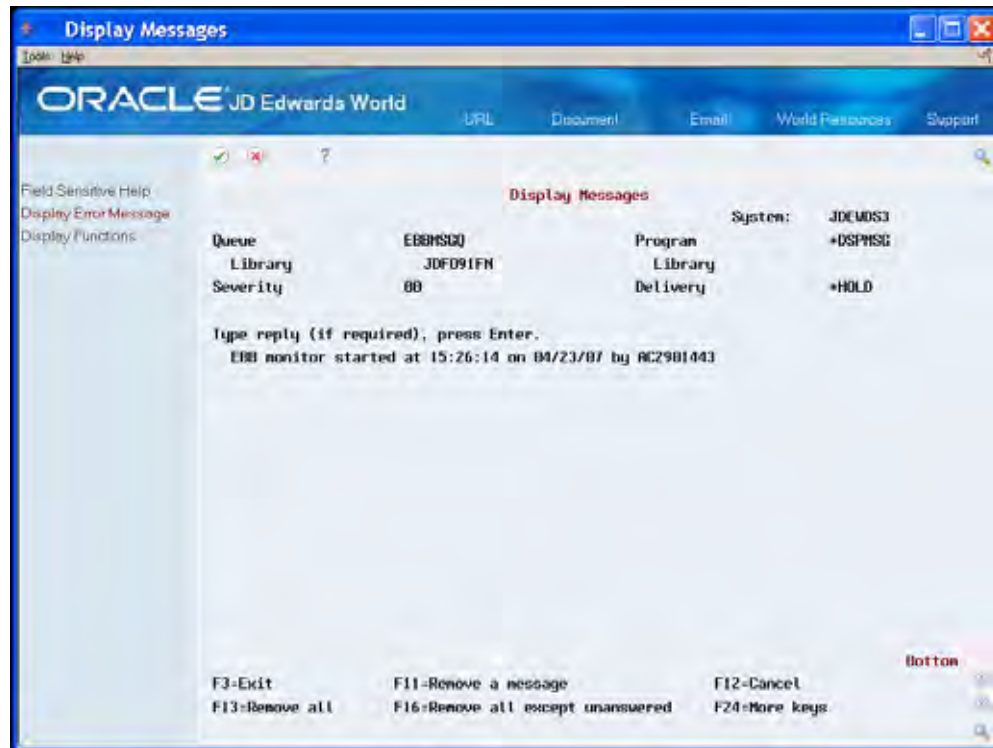 Display Messages
Tools Help
ORACLE JD Edwards World
URL Document Email World Resources Support
?
Field Sensitive Help
Display Error Message
Display Functions
Display Messages
System: JDEWDS3
Queue EBBMSGQ Program *DSPMSG
Library JDFD91FN Library
Severity 00 Delivery *HOLD
Type reply (if required), press Enter.
EBB monitor started at 15:26:14 on 04/23/07 by AC2901443
Bottom
F3=Exit F11=Remove a message F12=Cancel
F13=Remove all F16=Remove all except unanswered F24=More keys